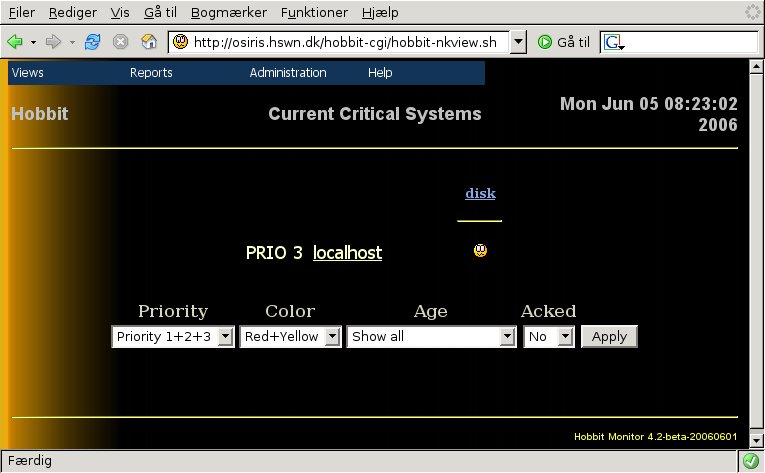 Filer Rediger Vis Gå til Bogmærker Funktioner Hjælp
http://osiris.hswn.dk/hobbit-cgi/hobbit-nkview.sh Gå til G
Views Reports Administration Help
Hobbit Current Critical Systems Mon Jun 05 08:23:02
2006
disk
PRIO 3 localhost
Priority Color Age Acked
Priority 1+2+3 Red+Yellow Show all No Apply
Hobbit Monitor 4.2-beta-20060601
Færdig